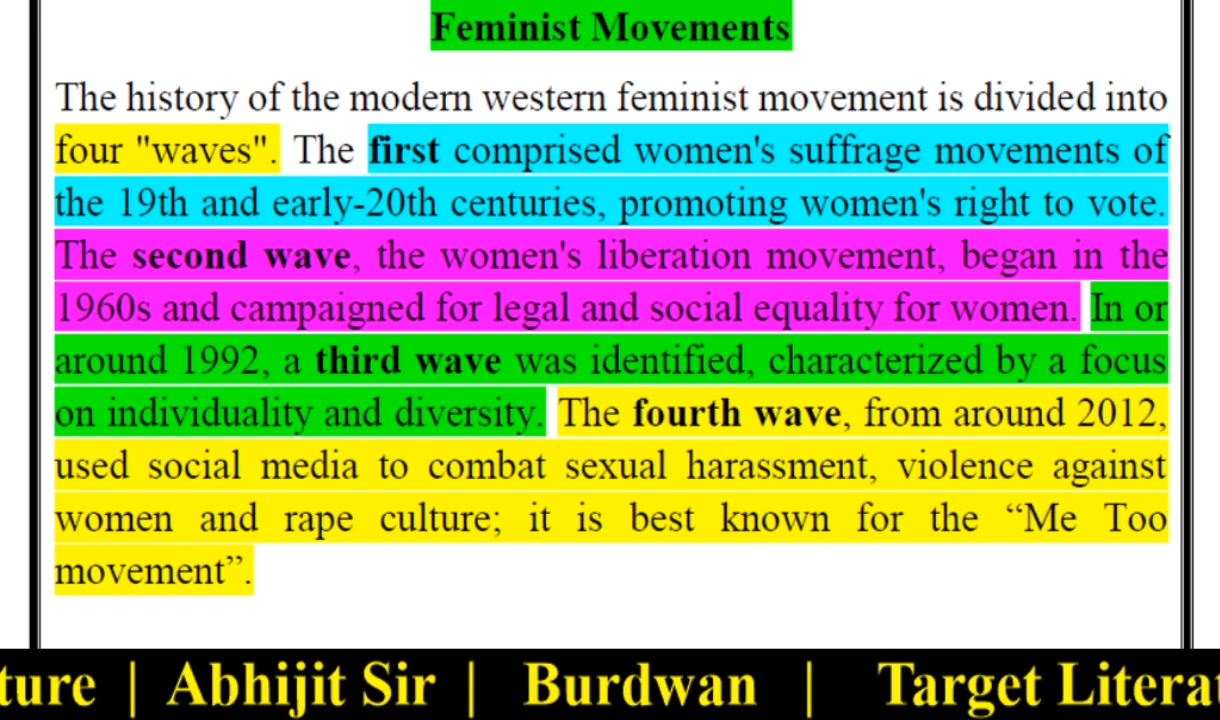 Feminist Movements
The history of the modern western feminist movement is divided into
four "waves". The first comprised women's suffrage movements of
the 19th and early-20th centuries, promoting women's right to vote.
The second wave, the women's liberation movement, began in the
1960s and campaigned for legal and social equality for women. In or
around 1992, a third wave was identified, characterized by a focus
on individuality and diversity. The fourth wave, from around 2012,
used social media to combat sexual harassment, violence against
women and rape culture; it is best known for the “Me Too
movement”.
ture | Abhijit Sir | Burdwan | Target Literat